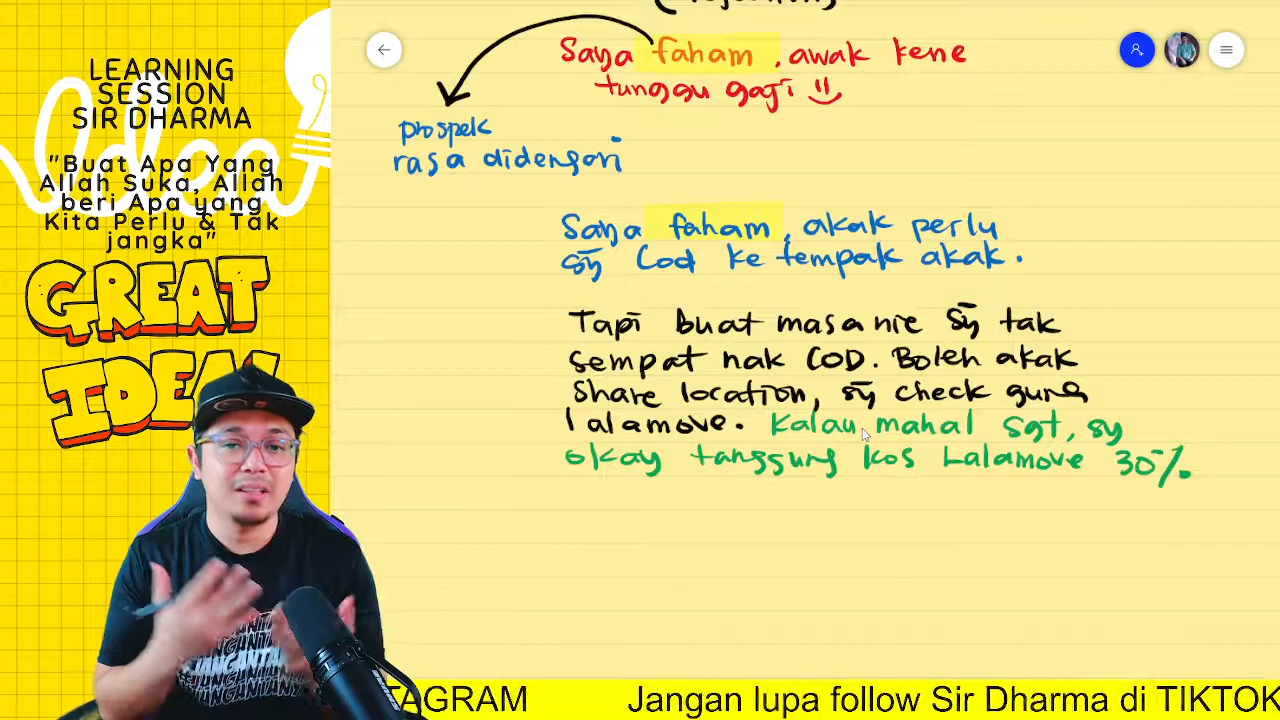 LEARNING
SESSION
SIR DHARMA
"Buat Apa Yang
Allah Suka, Allah
beri Apa yang
Kita Perlu & Tak
jangka"
GREAT
Saya faham, awak kene
tunggu gaji
prospek
rasa didengari
Saya faham, akak perlu
sy Cod ke tempak akak.
Tapi buat masa nie sy tak
sempat nak COD. Boleh akak
Share location, sy check guna
lalamove. Kalau mahal sgt, sy
okay tanggung kos Lalamove 30%
TAGRAM Jangan lupa follow Sir Dharma di TIKTOK